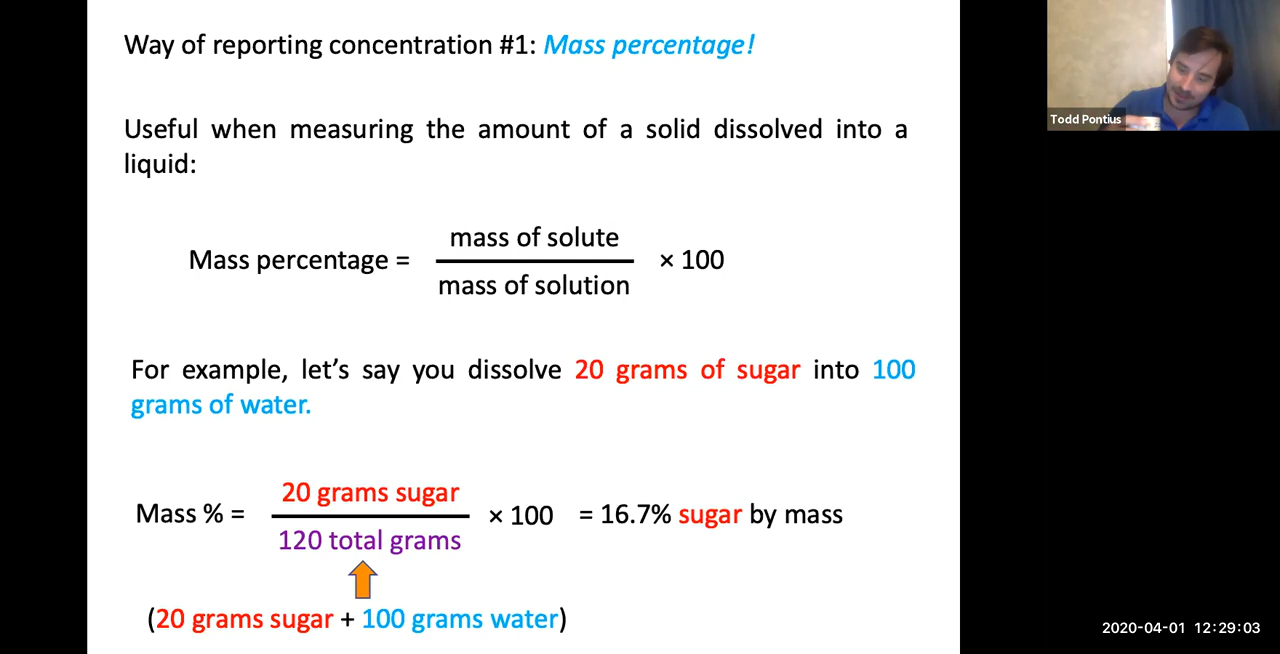 Way of reporting concentration #1: Mass percentage!
Todd Pontius
Useful when measuring the amount of a solid dissolved into a
liquid:
mass of solute
Mass percentage = × 100
mass of solution
For example, let’s say you dissolve 20 grams of sugar into 100
grams of water.
20 grams sugar
Mass % = × 100 = 16.7% sugar by mass
120 total grams
(20 grams sugar + 100 grams water)
2020-04-01 12:29:03